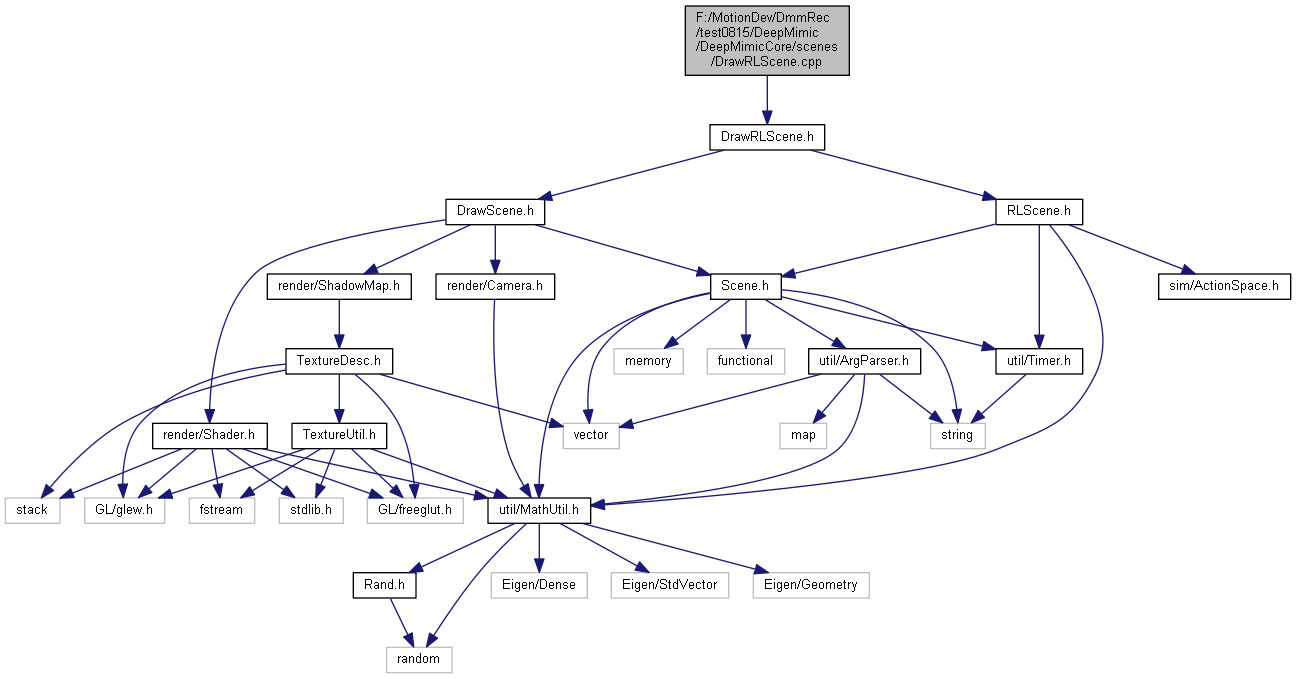 F:/MotionDev/DmmRec
/test0815/DeepMimic
/DeepMimicCore/scenes
/DrawRLScene.cpp
DrawRLScene.h
DrawScene.h
RLScene.h
render/ShadowMap.h
render/Camera.h
Scene.h
sim/ActionSpace.h
TextureDesc.h
memory
functional
util/ArgParser.h
util/Timer.h
render/Shader.h
TextureUtil.h
vector
map
string
stack
GL/glew.h
fstream
stdlib.h
GL/freeglut.h
util/MathUtil.h
Rand.h
Eigen/Dense
Eigen/StdVector
Eigen/Geometry
random